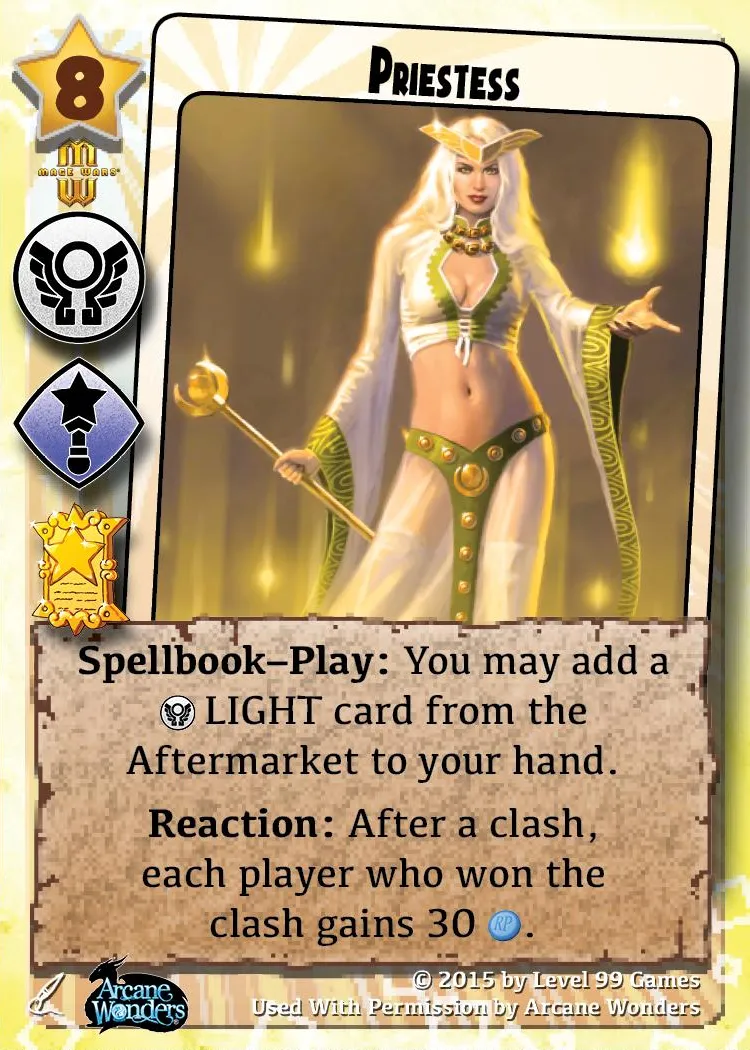 Priestess
8
MW
MAGE WARS®
Spellbook–Play: You may add a
LIGHT card from the
Aftermarket to your hand.
Reaction: After a clash,
each player who won the
clash gains 30 RP.
Arcane
Wonders®
© 2015 by Level 99 Games
Used With Permission by Arcane Wonders